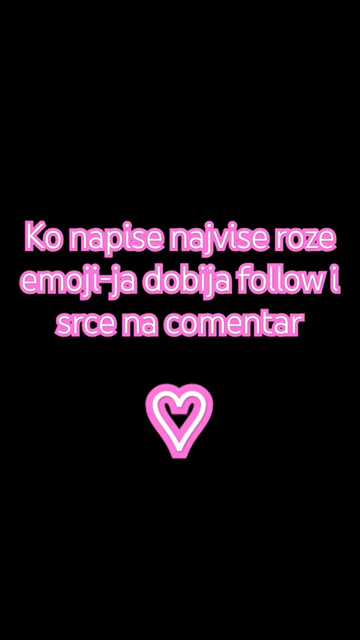 Ko napise najvise roze
emoji-ja dobija follow i
srce na comentar